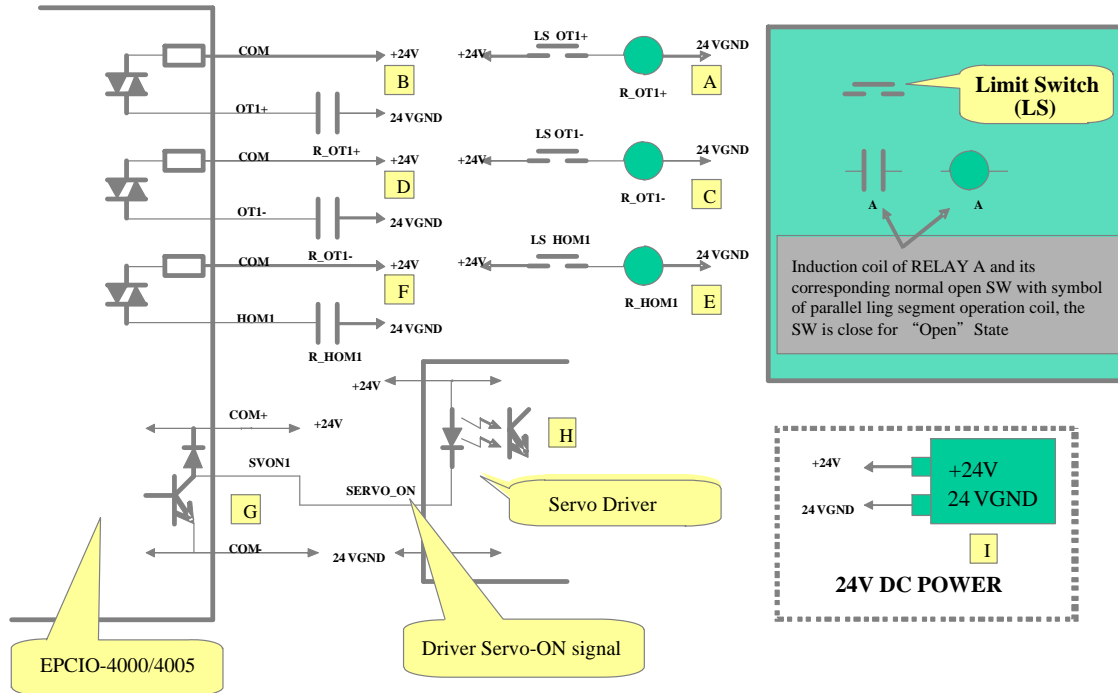 COM
+24V
LS OT1+
24 VGND
B
A
R_OT1+
OT1+
24 VGND
R_OT1+
COM
+24V
+24V
LS OT1-
24 VGND
D
C
R_OT1-
OT1-
24 VGND
R_OT1-
COM
+24V
+24V
LS HOM1
24 VGND
F
E
R_HOM1
HOM1
24 VGND
R_HOM1
+24V
Limit Switch
(LS)
A
A
Induction coil of RELAY A and its
corresponding normal open SW with symbol
of parallel ling segment operation coil, the
SW is close for “Open” State
+24V
COM+
+24V
H
SVON1
SERVO_ON
Servo Driver
G
COM-
24 VGND
EPCIO-4000/4005
Driver Servo-ON signal
+24V
+24V
24 VGND
24 VGND
I
24V DC POWER